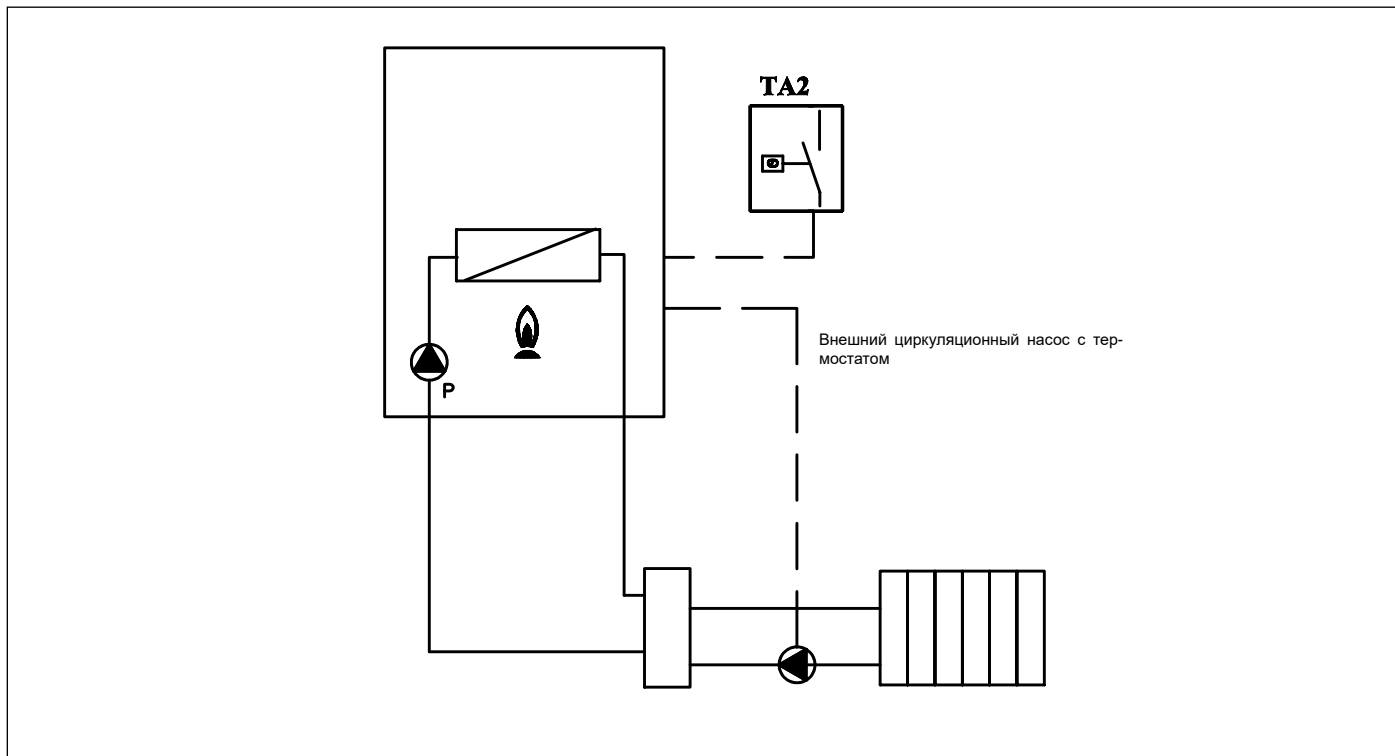 TA2
Внешний циркуляционный насос с тер-
мостатом
P